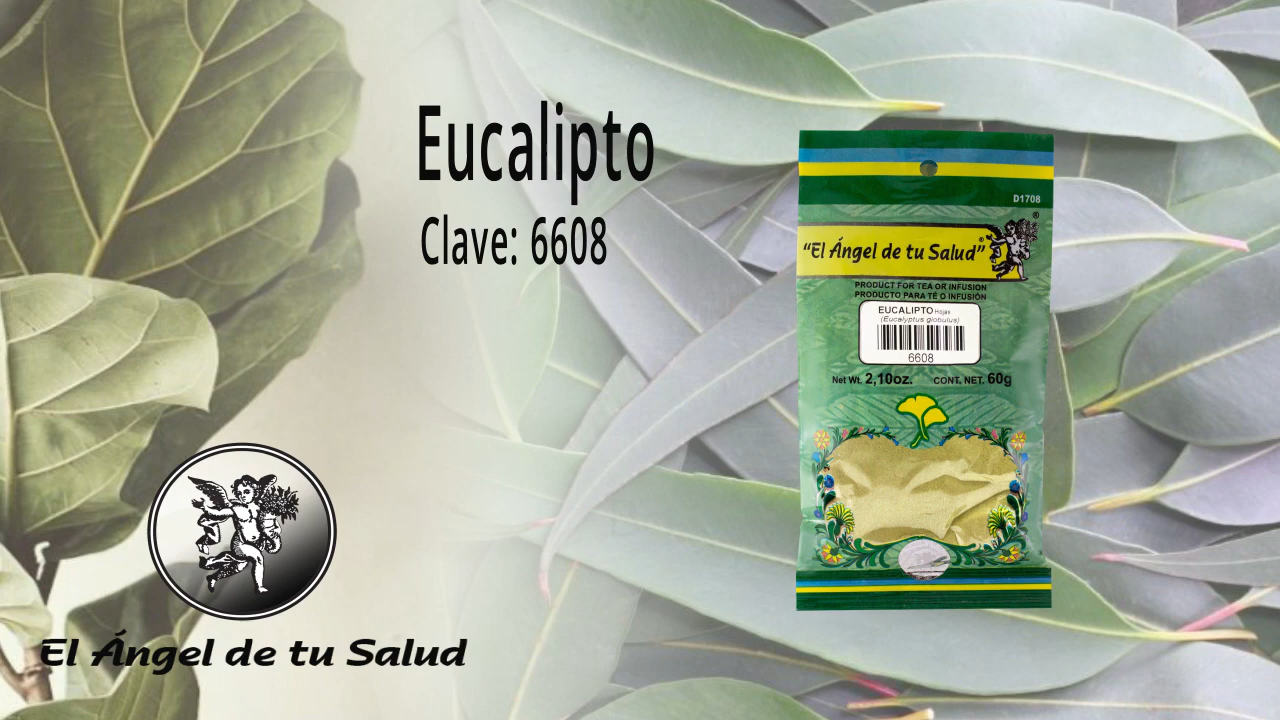 Eucalipto
Clave: 6608
D1708
®
“El Ángel de tu Salud”®
PRODUCT FOR TEA OR INFUSION
PRODUCTO PARA TÉ O INFUSIÓN
EUCALIPTO Hojas
(Eucalyptus globulus)
6608
Net Wt. 2,10oz. CONT. NET. 60g
El Ángel de tu Salud